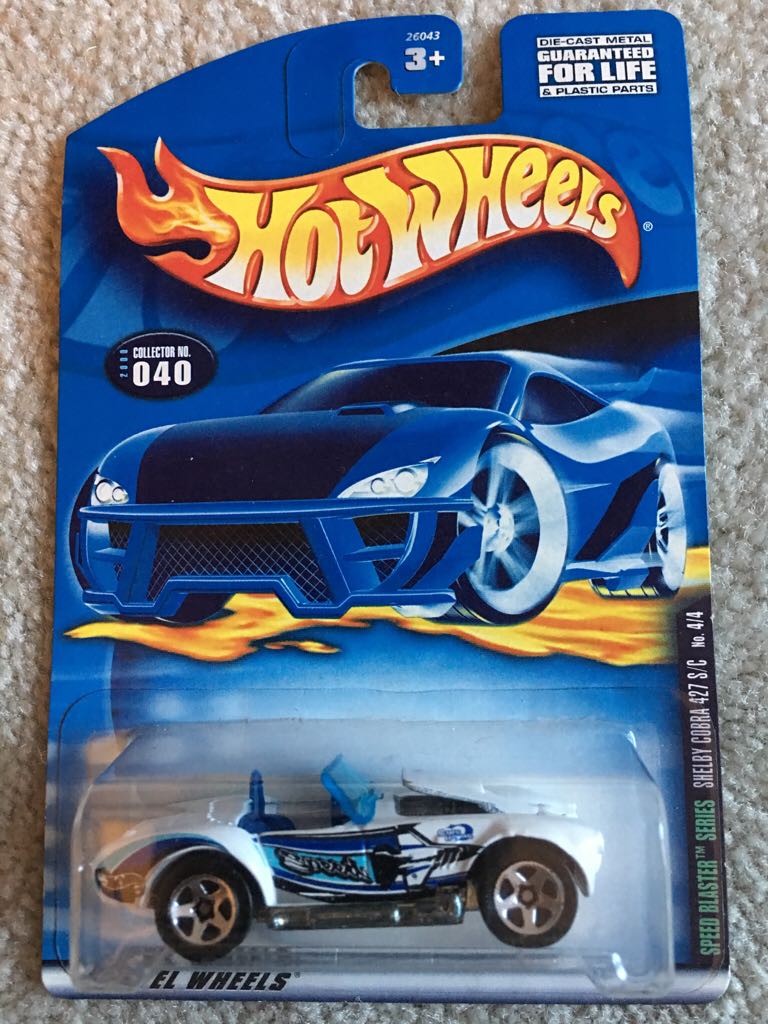 26043
3+
DIE-CAST METAL
GUARANTEED
FOR LIFE
& PLASTIC PARTS
HOT WHEELS®
2000
COLLECTOR NO.
040
SPEED BLASTER™ SERIES SHELBY COBRA 427 S/C No. 4/4
EL WHEELS®